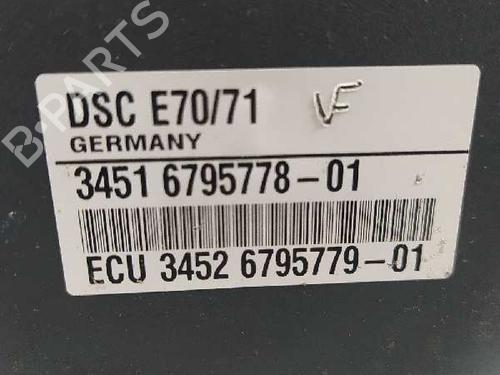 DSC E70/71 VF
GERMANY
3451 6795778-01
ECU 3452 6795779-01
B-PARTS